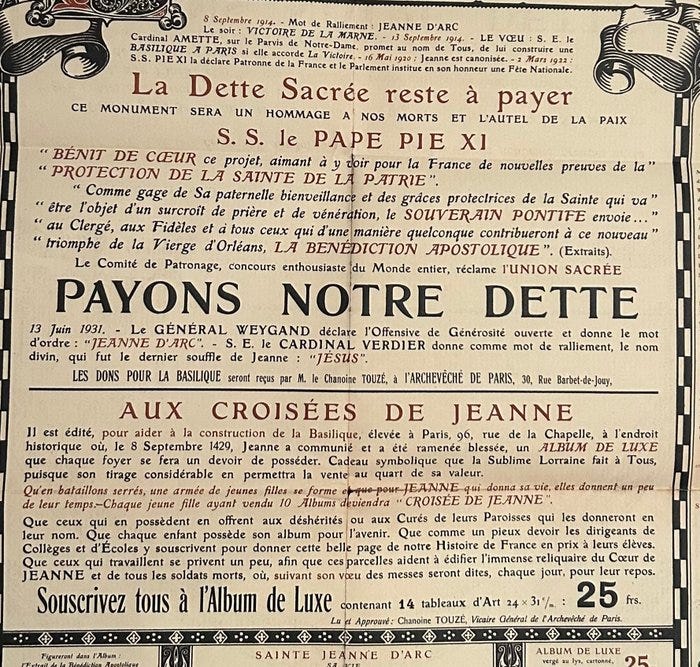 8 Septembre 1914. - Mot de Ralliement : JEANNE D'ARC
Le soir : VICTOIRE DE LA MARNE. - 13 Septembre 1914. - LE VŒU : S. E. le
Cardinal AMETTE, sur le Parvis de Notre-Dame, promet au nom de Tous, de lui construire une
BASILIQUE A PARIS si elle accorde La Victoire. - 16 Mai 1920 : Jeanne est canonisée. - 2 Mars 1922 :
S.S. PIE XI la déclare Patronne de la France et le Parlement institue en son honneur une Fête Nationale.
La Dette Sacrée reste à payer
CE MONUMENT SERA UN HOMMAGE A NOS MORTS ET L'AUTEL DE LA PAIX
S. S. le PAPE PIE XI
“ BÉNIT DE CŒUR ce projet, aimant à y voir pour la France de nouvelles preuves de la ”
“ PROTECTION DE LA SAINTE DE LA PATRIE ”.
“ Comme gage de Sa paternelle bienveillance et des grâces protectrices de la Sainte qui va ”
“ être l'objet d'un surcroît de prière et de vénération, le SOUVERAIN PONTIFE envoie... ”
“ au Clergé, aux Fidèles et à tous ceux qui d'une manière quelconque contribueront à ce nouveau ”
“ triomphe de la Vierge d'Orléans, LA BENÉDICTION APOSTOLIQUE ”. (Extraits).
Le Comité de Patronage, concours enthousiaste du Monde entier, réclame l'UNION SACRÉE
PAYONS NOTRE DETTE
13 Juin 1931. - Le GÉNÉRAL WEYGAND déclare l'Offensive de Générosité ouverte et donne le mot
d'ordre : “JEANNE D'ARC”. - S. E. le CARDINAL VERDIER donne comme mot de ralliement, le nom
divin, qui fut le dernier souffle de Jeanne : “JÉSUS”.
LES DONS POUR LA BASILIQUE seront reçus par M. le Chanoine TOUZÉ, à l'ARCHEVÊCHÉ DE PARIS, 30, Rue Barbet-de-Jouy,
AUX CROISÉES DE JEANNE
Il est édité, pour aider à la construction de la Basilique, élevée à Paris, 96, rue de la Chapelle, à l'endroit
historique où, le 8 Septembre 1429, Jeanne a communié et a été ramenée blessée, un ALBUM DE LUXE
que chaque foyer se fera un devoir de posséder. Cadeau symbolique que la Sublime Lorraine fait à Tous,
puisque son tirage considérable en permettra la vente au quart de sa valeur.
Qu'en bataillons serrés, une armée de jeunes filles se forme et que pour JEANNE qui donna sa vie, elles donnent un peu
de leur temps.—Chaque jeune fille ayant vendu 10 Albums deviendra “ CROISÉE DE JEANNE ”.
Que ceux qui en possèdent en offrent aux déshérités ou aux Curés de leurs Paroisses qui les donneront en
leur nom. Que chaque enfant possède son album pour l'avenir. Que comme un pieux devoir les dirigeants de
Collèges et d'Écoles y souscrivent pour donner cette belle page de notre Histoire de France en prix à leurs élèves.
Que ceux qui travaillent se privent un peu, afin que ces parcelles aident à édifier l'immense reliquaire du Cœur de
JEANNE et de tous les soldats morts, où, suivant son vœu des messes seront dites, chaque jour, pour leur repos.
Souscrivez tous à l'Album de Luxe contenant 14 tableaux d'Art 24 × 31 c/m. : 25 frs.
Lu et Approuvé : Chanoine TOUZÉ, Vicaire Général de l'Archevêché de Paris.
Figureront dans l'Album :
l'Extrait de la Bénédiction Apostolique
SAINTE JEANNE D'ARC
SA VIE
ALBUM DE LUXE
vergé au lys, cartonné,
25